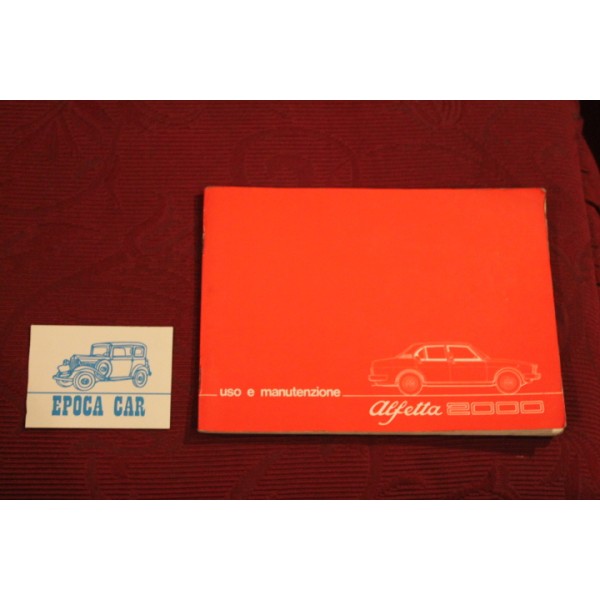 EPOCA CAR
uso e manutenzione
alfetta 2000